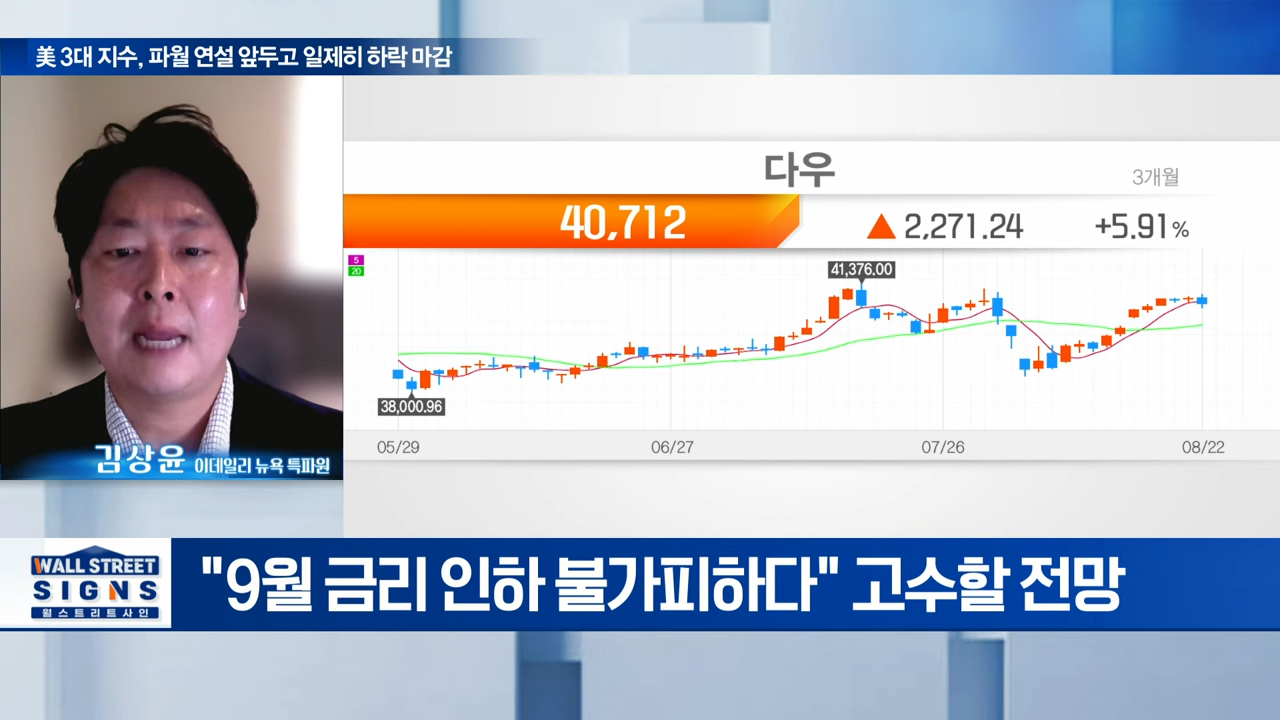 美 3대 지수, 파월 연설 앞두고 일제히 하락 마감
다우
3개월
40,712
▲ 2,271.24
+5.91%
5
20
41,376.00
38,000.96
05/29
06/27
07/26
08/22
김상윤 이데일리 뉴욕 특파원
WALL STREET
SIGNS
월스트리트사인
"9월 금리 인하 불가피하다" 고수할 전망